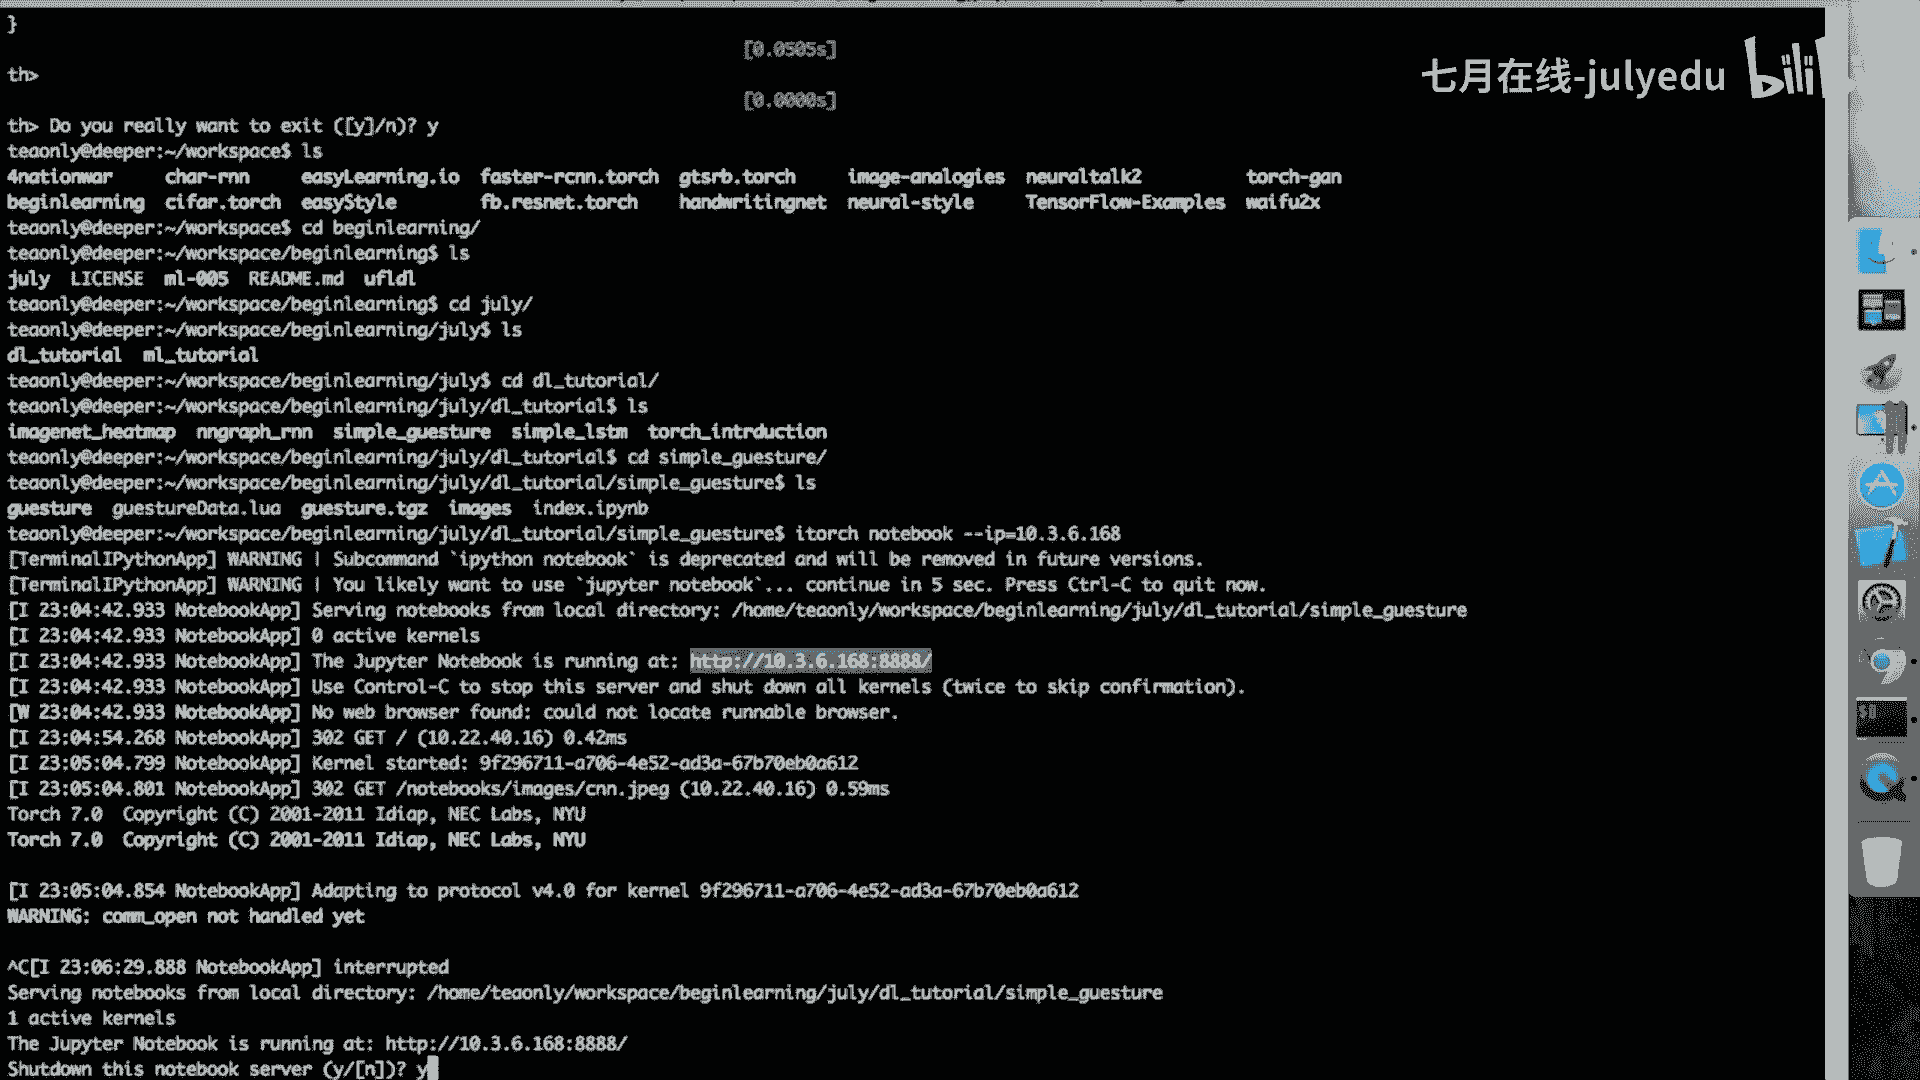 }
[0.0505s]
th>
七月在线-julyedu bili
[0.0000s]
th> Do you really want to exit ([y]/n)? y
teaonly@deeper:~/workspace$ ls
4nationwar char-rnn easyLearning.io faster-rcnn.torch gtsrb.torch image-analogies neuraltalk2 torch-gan
beginlearning cifar.torch easyStyle fb.resnet.torch handwritingnet neural-style TensorFlow-Examples waifu2x
teaonly@deeper:~/workspace$ cd beginlearning/
teaonly@deeper:~/workspace/beginlearning$ ls
july LICENSE ml-005 README.md ufldl
teaonly@deeper:~/workspace/beginlearning$ cd july/
teaonly@deeper:~/workspace/beginlearning/july$ ls
dl_tutorial ml_tutorial
teaonly@deeper:~/workspace/beginlearning/july$ cd dl_tutorial/
teaonly@deeper:~/workspace/beginlearning/july/dl_tutorial$ ls
imagenet_heatmap nngraph_rnn simple_guesture simple_lstm torch_intrduction
teaonly@deeper:~/workspace/beginlearning/july/dl_tutorial$ cd simple_guesture/
teaonly@deeper:~/workspace/beginlearning/july/dl_tutorial/simple_guesture$ ls
guesture guestureData.lua guesture.tgz images index.ipynb
teaonly@deeper:~/workspace/beginlearning/july/dl_tutorial/simple_guesture$ itorch notebook --ip=10.3.6.168
[TerminalIPythonApp] WARNING | Subcommand `ipython notebook` is deprecated and will be removed in future versions.
[TerminalIPythonApp] WARNING | You likely want to use `jupyter notebook`... continue in 5 sec. Press Ctrl-C to quit now.
[I 23:04:42.933 NotebookApp] Serving notebooks from local directory: /home/teaonly/workspace/beginlearning/july/dl_tutorial/simple_guesture
[I 23:04:42.933 NotebookApp] 0 active kernels
[I 23:04:42.933 NotebookApp] The Jupyter Notebook is running at: http://10.3.6.168:8888/
[I 23:04:42.933 NotebookApp] Use Control-C to stop this server and shut down all kernels (twice to skip confirmation).
[W 23:04:42.933 NotebookApp] No web browser found: could not locate runnable browser.
[I 23:04:54.268 NotebookApp] 302 GET / (10.22.40.16) 0.42ms
[I 23:05:04.799 NotebookApp] Kernel started: 9f296711-a706-4e52-ad3a-67b70eb0a612
[I 23:05:04.801 NotebookApp] 302 GET /notebooks/images/cnn.jpeg (10.22.40.16) 0.59ms
Torch 7.0 Copyright (C) 2001-2011 Idiap, NEC Labs, NYU
Torch 7.0 Copyright (C) 2001-2011 Idiap, NEC Labs, NYU
[I 23:05:04.854 NotebookApp] Adapting to protocol v4.0 for kernel 9f296711-a706-4e52-ad3a-67b70eb0a612
WARNING: comm_open not handled yet
^C[I 23:06:29.888 NotebookApp] interrupted
Serving notebooks from local directory: /home/teaonly/workspace/beginlearning/july/dl_tutorial/simple_guesture
1 active kernels
The Jupyter Notebook is running at: http://10.3.6.168:8888/
Shutdown this notebook server (y/[n])? y